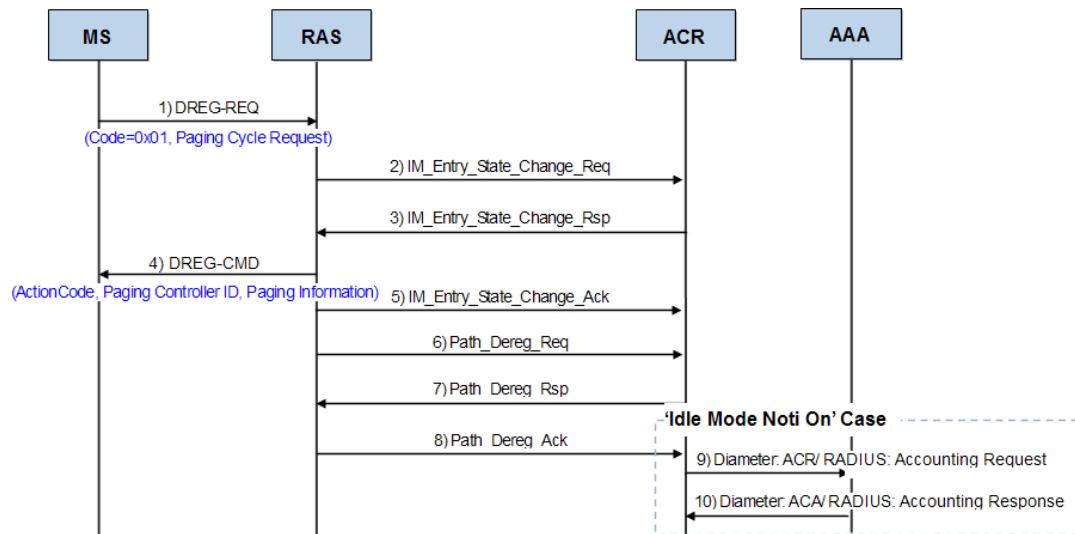 MS
RAS
ACR
AAA
1) DREG-REQ
(Code=0x01, Paging Cycle Request)
2) IM_Entry_State_Change_Req
3) IM_Entry_State_Change_Rsp
4) DREG-CMD
(ActionCode, Paging Controller ID, Paging Information)
5) IM_Entry_State_Change_Ack
6) Path_Dereg_Req
7) Path_Dereg_Rsp
'Idle Mode Noti On' Case
8) Path_Dereg_Ack
9) Diameter: ACR/ RADIUS: Accounting Request
10) Diameter: ACA/ RADIUS: Accounting Response